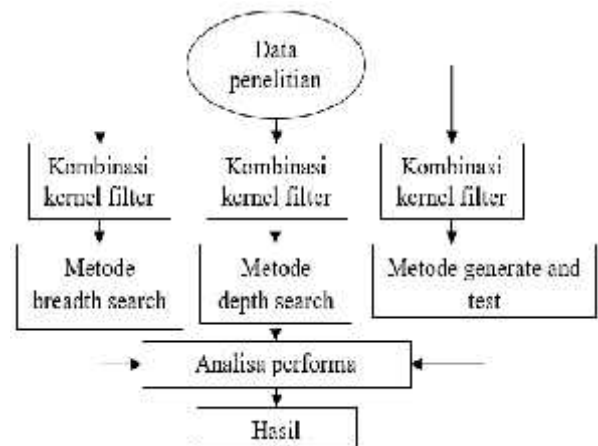 Data
penelitian
Kombinasi
kernel filter
Kombinasi
kernel filter
Kombinasi
kernel filter
Metode
breadth search
Metode
depth search
Metode generate and
test
Analisa performa
Hasil